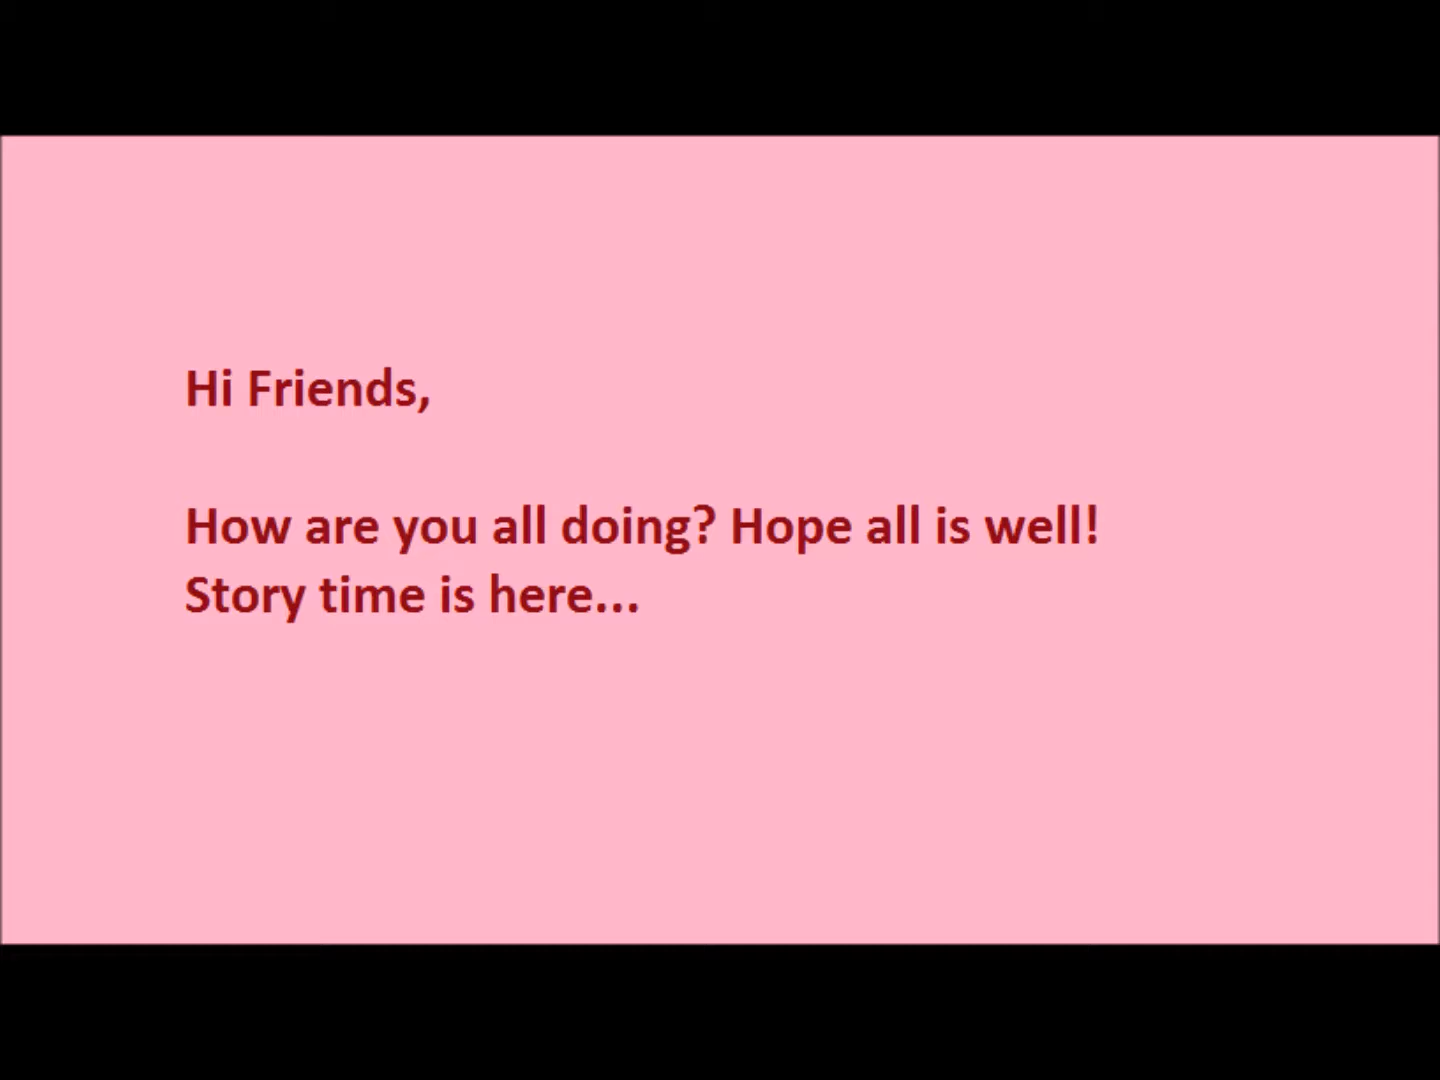 Hi Friends,
How are you all doing? Hope all is well!
Story time is here...